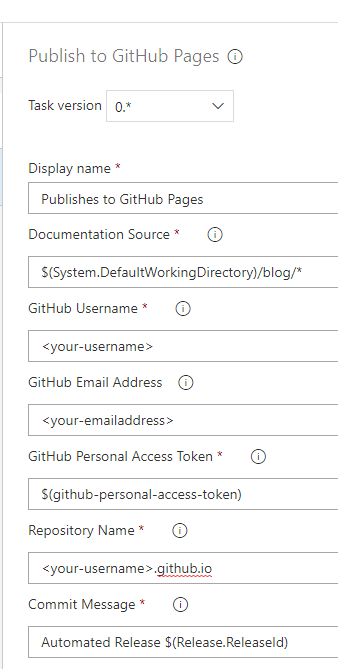 Publish to GitHub Pages
Task version 0.*
Display name *
Publishes to GitHub Pages
Documentation Source *
$(System.DefaultWorkingDirectory)/blog/*
GitHub Username *
<your-username>
GitHub Email Address
<your-emailaddress>
GitHub Personal Access Token *
$(github-personal-access-token)
Repository Name *
<your-username>.github.io
Commit Message *
Automated Release $(Release.ReleaseId)